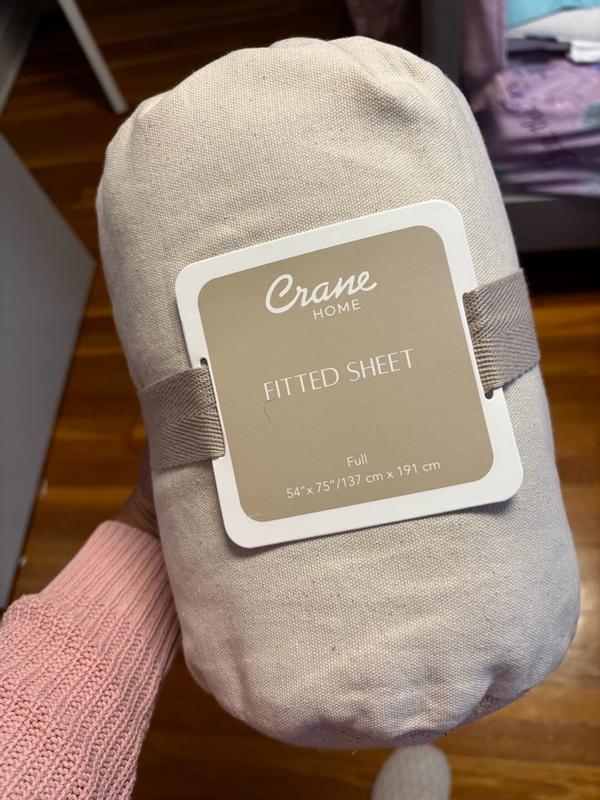 Crane
HOME
FITTED SHEET
Full
54"x 75"/137 cm x 191 cm